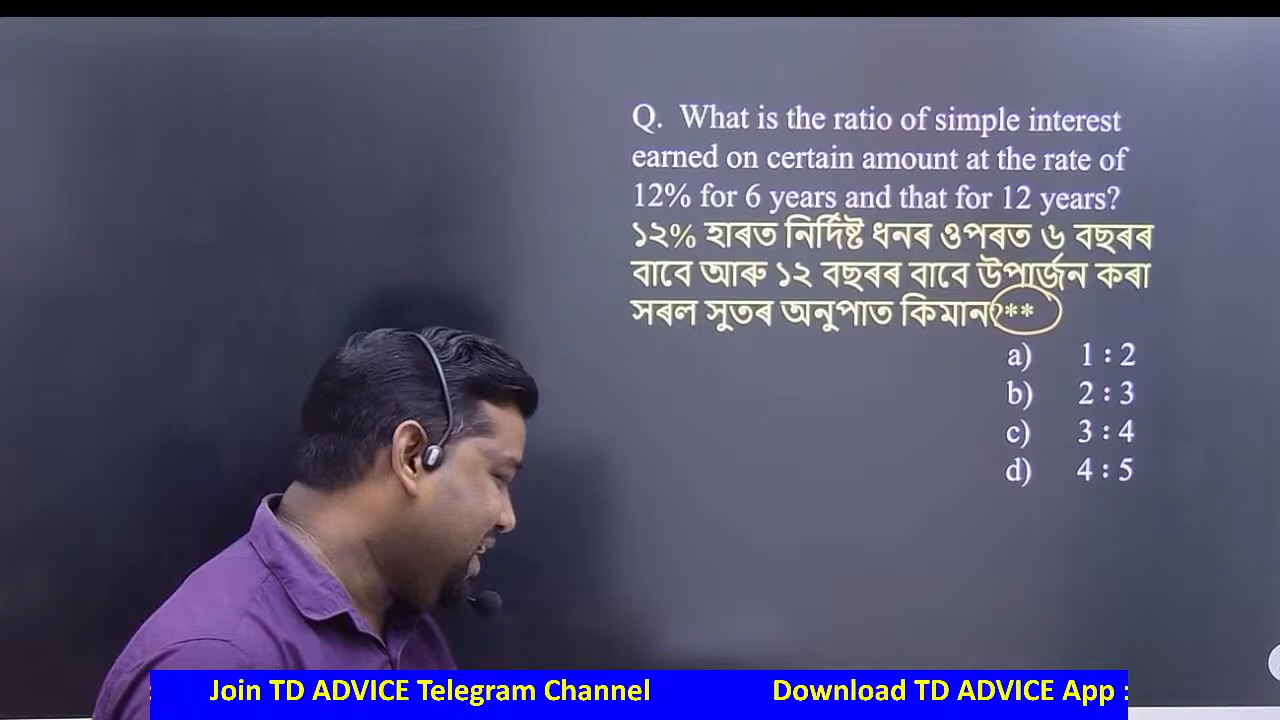 Q. What is the ratio of simple interest
earned on certain amount at the rate of
12% for 6 years and that for 12 years?
১২% হাৰত নিৰ্দিষ্ট ধনৰ ওপৰত ৬ বছৰৰ
বাবে আৰু ১২ বছৰৰ বাবে উপাৰ্জন কৰা
সৰল সুতৰ অনুপাত কিমান?**
a) 1 : 2
b) 2 : 3
c) 3 : 4
d) 4 : 5
: Join TD ADVICE Telegram Channel Download TD ADVICE App :